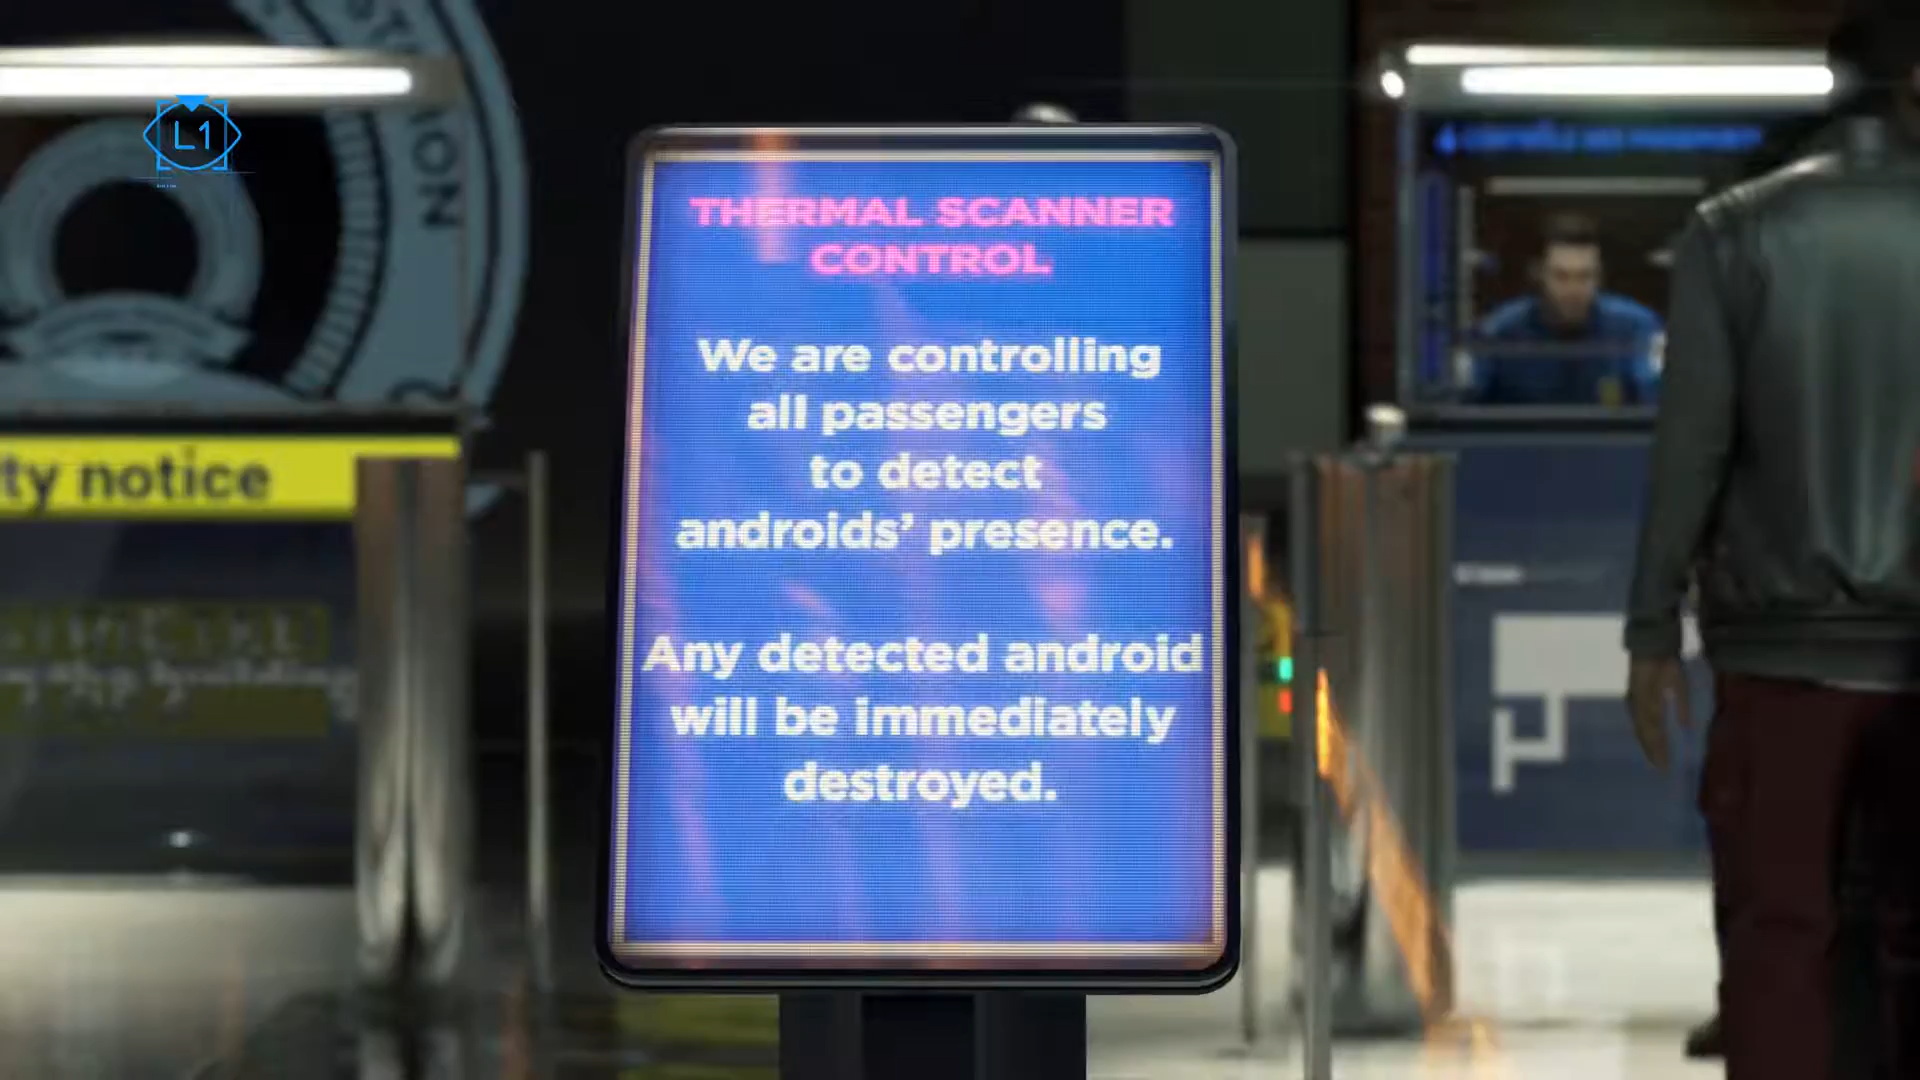 L1
THERMAL SCANNER
CONTROL
We are controlling
all passengers
to detect
androids’ presence.
Any detected android
will be immediately
destroyed.
ty notice